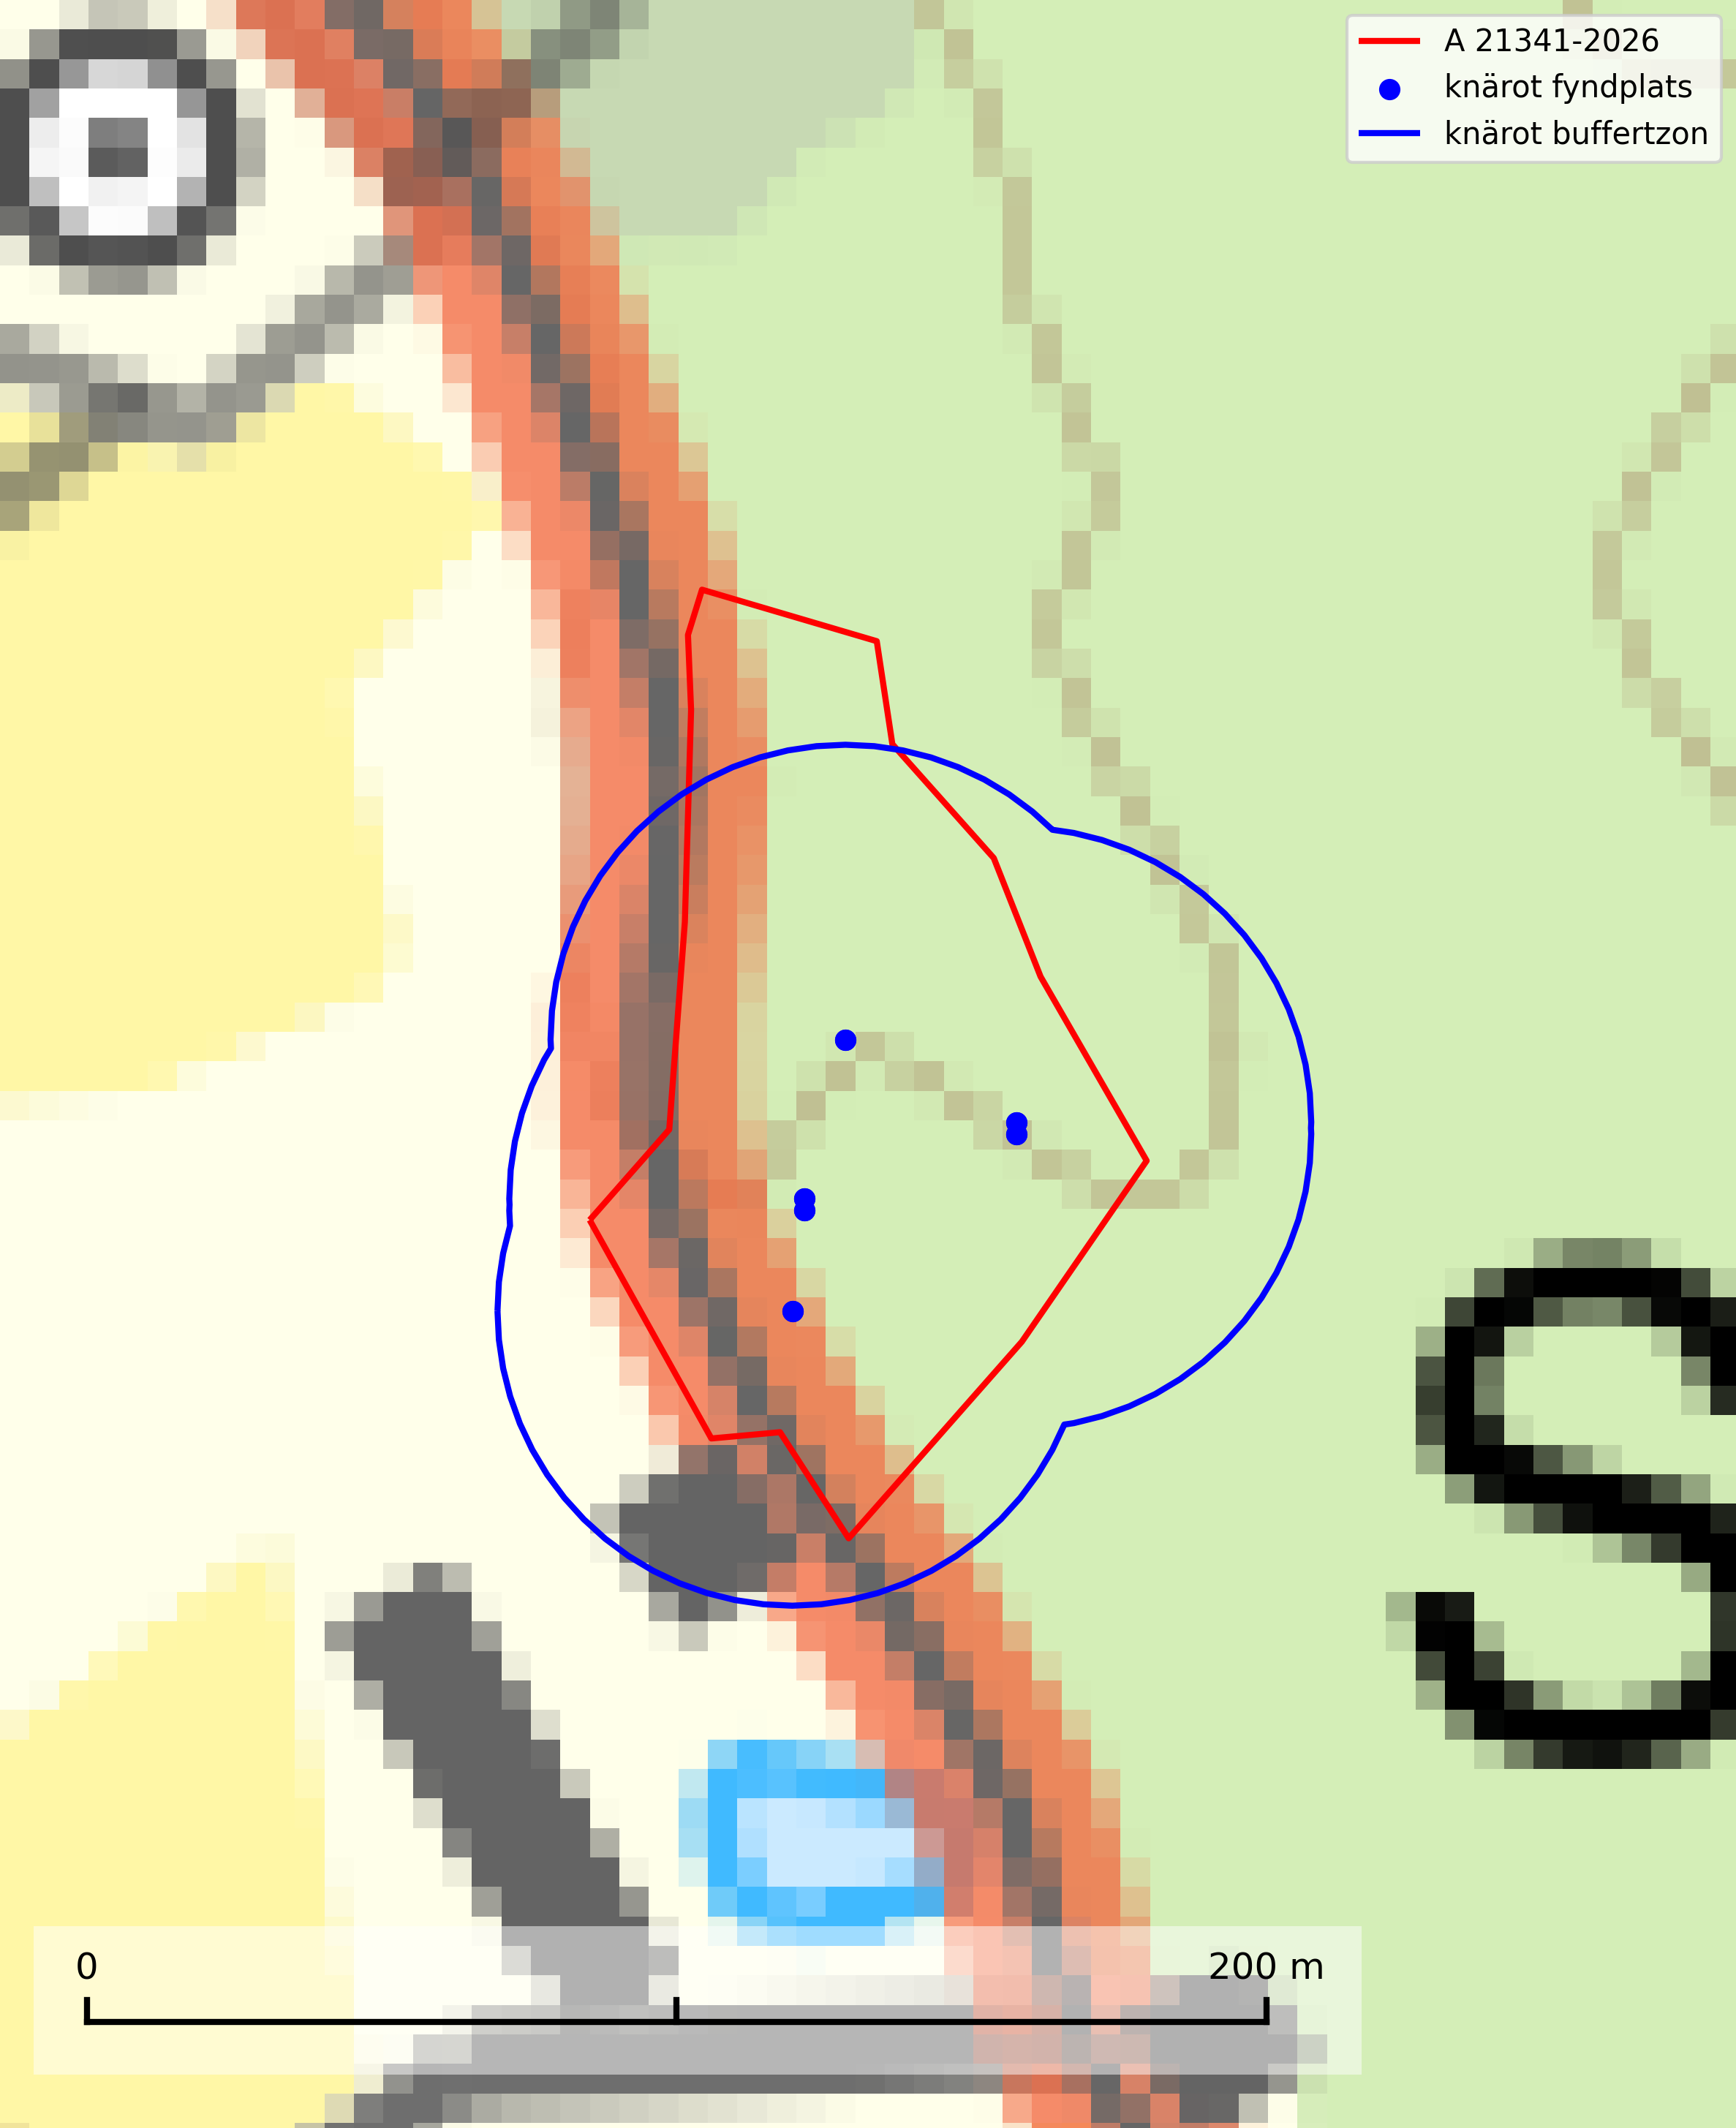 A 21341-2026
knärot fyndplats
knärot buffertzon
S
0 200 m